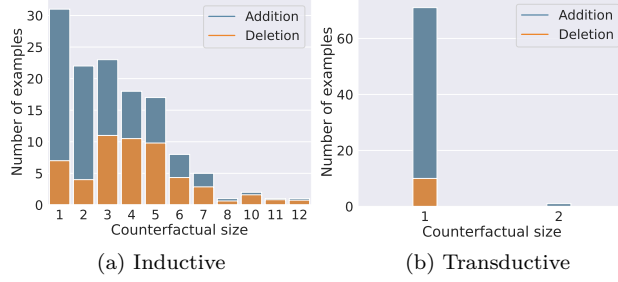 Number of examples
30
25
20
15
10
5
0
Addition
Deletion
1 2 3 4 5 6 7 8 10 11 12
Counterfactual size
(a) Inductive
Number of examples
60
40
20
0
Addition
Deletion
1 2
Counterfactual size
(b) Transductive